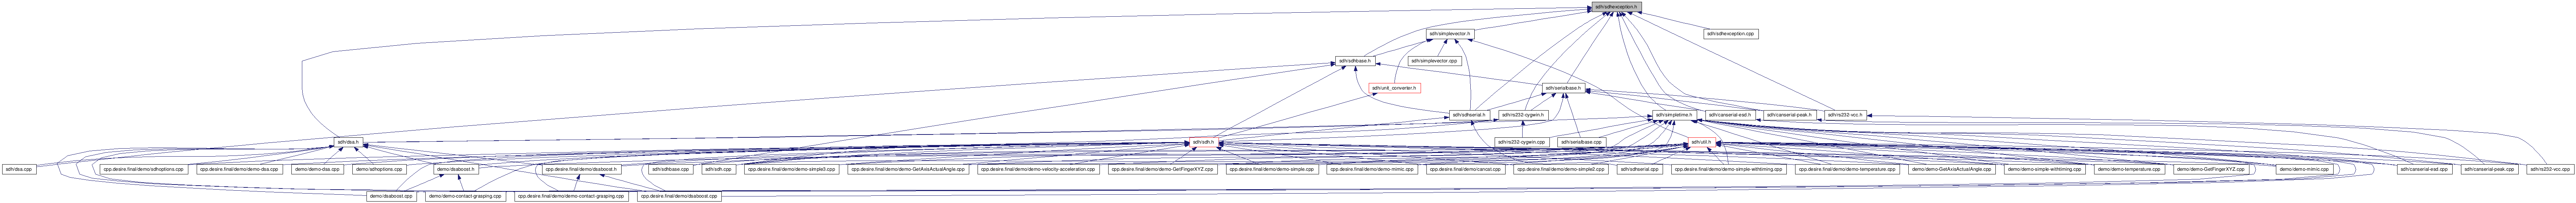 sdh/sdhexception.h
sdh/simplevector.h
sdh/sdhexception.cpp
sdh/sdhbase.h
sdh/simplevector.cpp
sdh/unit_converter.h
sdh/serialbase.h
sdh/sdhserial.h
sdh/rs232-cygwin.h
sdh/simpletime.h
sdh/canserial-esd.h
sdh/canserial-peak.h
sdh/rs232-vcc.h
sdh/dsa.h
sdh/sdh.h
sdh/rs232-cygwin.cpp
sdh/serialbase.cpp
sdh/util.h
sdh/dsa.cpp
cpp.desire.final/demo/sdhoptions.cpp
cpp.desire.final/demo/demo-dsa.cpp
demo/demo-dsa.cpp
demo/sdhoptions.cpp
demo/dsaboost.h
cpp.desire.final/demo/dsaboost.h
sdh/sdhbase.cpp
sdh/sdh.cpp
cpp.desire.final/demo/demo-simple3.cpp
cpp.desire.final/demo/demo-GetAxisActualAngle.cpp
cpp.desire.final/demo/demo-velocity-acceleration.cpp
cpp.desire.final/demo/demo-GetFingerXYZ.cpp
cpp.desire.final/demo/demo-simple.cpp
cpp.desire.final/demo/demo-mimic.cpp
cpp.desire.final/demo/cancat.cpp
cpp.desire.final/demo/demo-simple2.cpp
sdh/sdhserial.cpp
cpp.desire.final/demo/demo-simple-withtiming.cpp
cpp.desire.final/demo/demo-temperature.cpp
demo/demo-GetAxisActualAngle.cpp
demo/demo-simple-withtiming.cpp
demo/demo-temperature.cpp
demo/demo-GetFingerXYZ.cpp
demo/demo-mimic.cpp
sdh/canserial-esd.cpp
sdh/canserial-peak.cpp
sdh/rs232-vcc.cpp
demo/dsaboost.cpp
demo/demo-contact-grasping.cpp
cpp.desire.final/demo/demo-contact-grasping.cpp
cpp.desire.final/demo/dsaboost.cpp